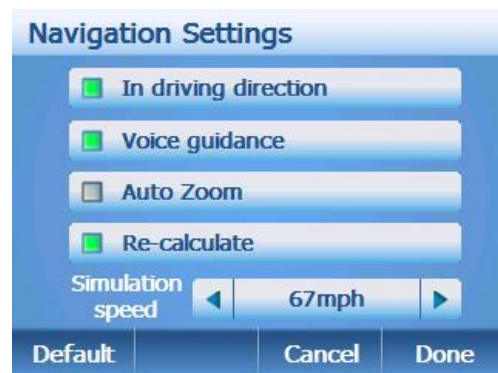 Navigation Settings
In driving direction
Voice guidance
Auto Zoom
Re-calculate
Simulation
speed
67mph
Default Cancel Done